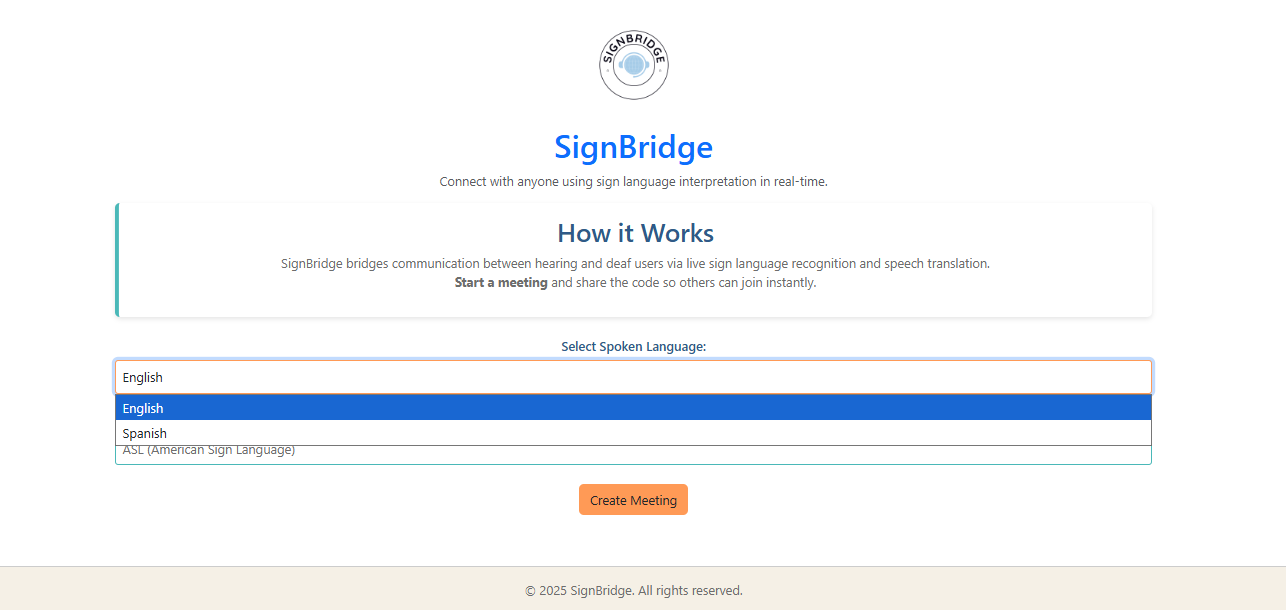 SIGNBRIDGE
SignBridge
Connect with anyone using sign language interpretation in real-time.
How it Works
SignBridge bridges communication between hearing and deaf users via live sign language recognition and speech translation.
Start a meeting and share the code so others can join instantly.
Select Spoken Language:
English
English
Spanish
ASL (American Sign Language)
Create Meeting
© 2025 SignBridge. All rights reserved.